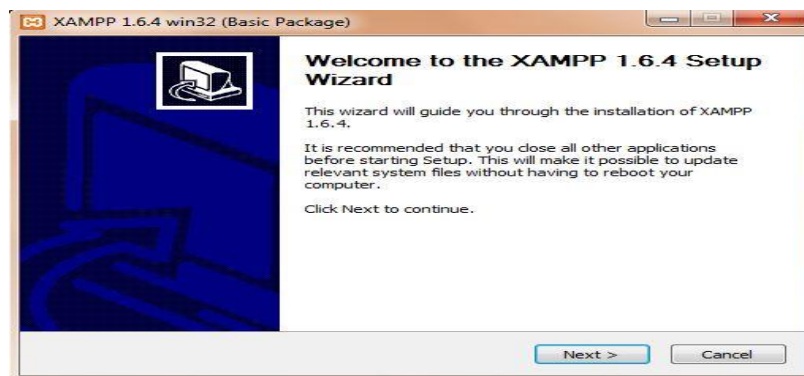 XAMPP 1.6.4 win32 (Basic Package)
Welcome to the XAMPP 1.6.4 Setup
Wizard
This wizard will guide you through the installation of XAMPP
1.6.4.
It is recommended that you close all other applications
before starting Setup. This will make it possible to update
relevant system files without having to reboot your
computer.
Click Next to continue.
Next >
Cancel